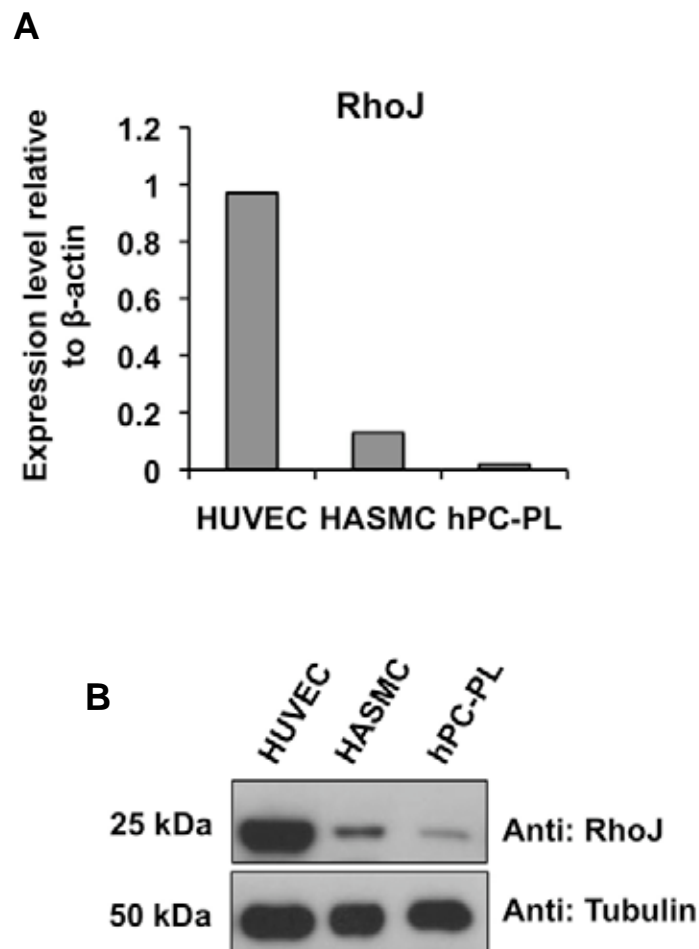 A
RhoJ
Expression level relative
to β-actin
1.2
1
0.8
0.6
0.4
0.2
0
HUVEC HASMC hPC-PL
B
HUVEC HASMC hPC-PL
25 kDa Anti: RhoJ
50 kDa Anti: Tubulin